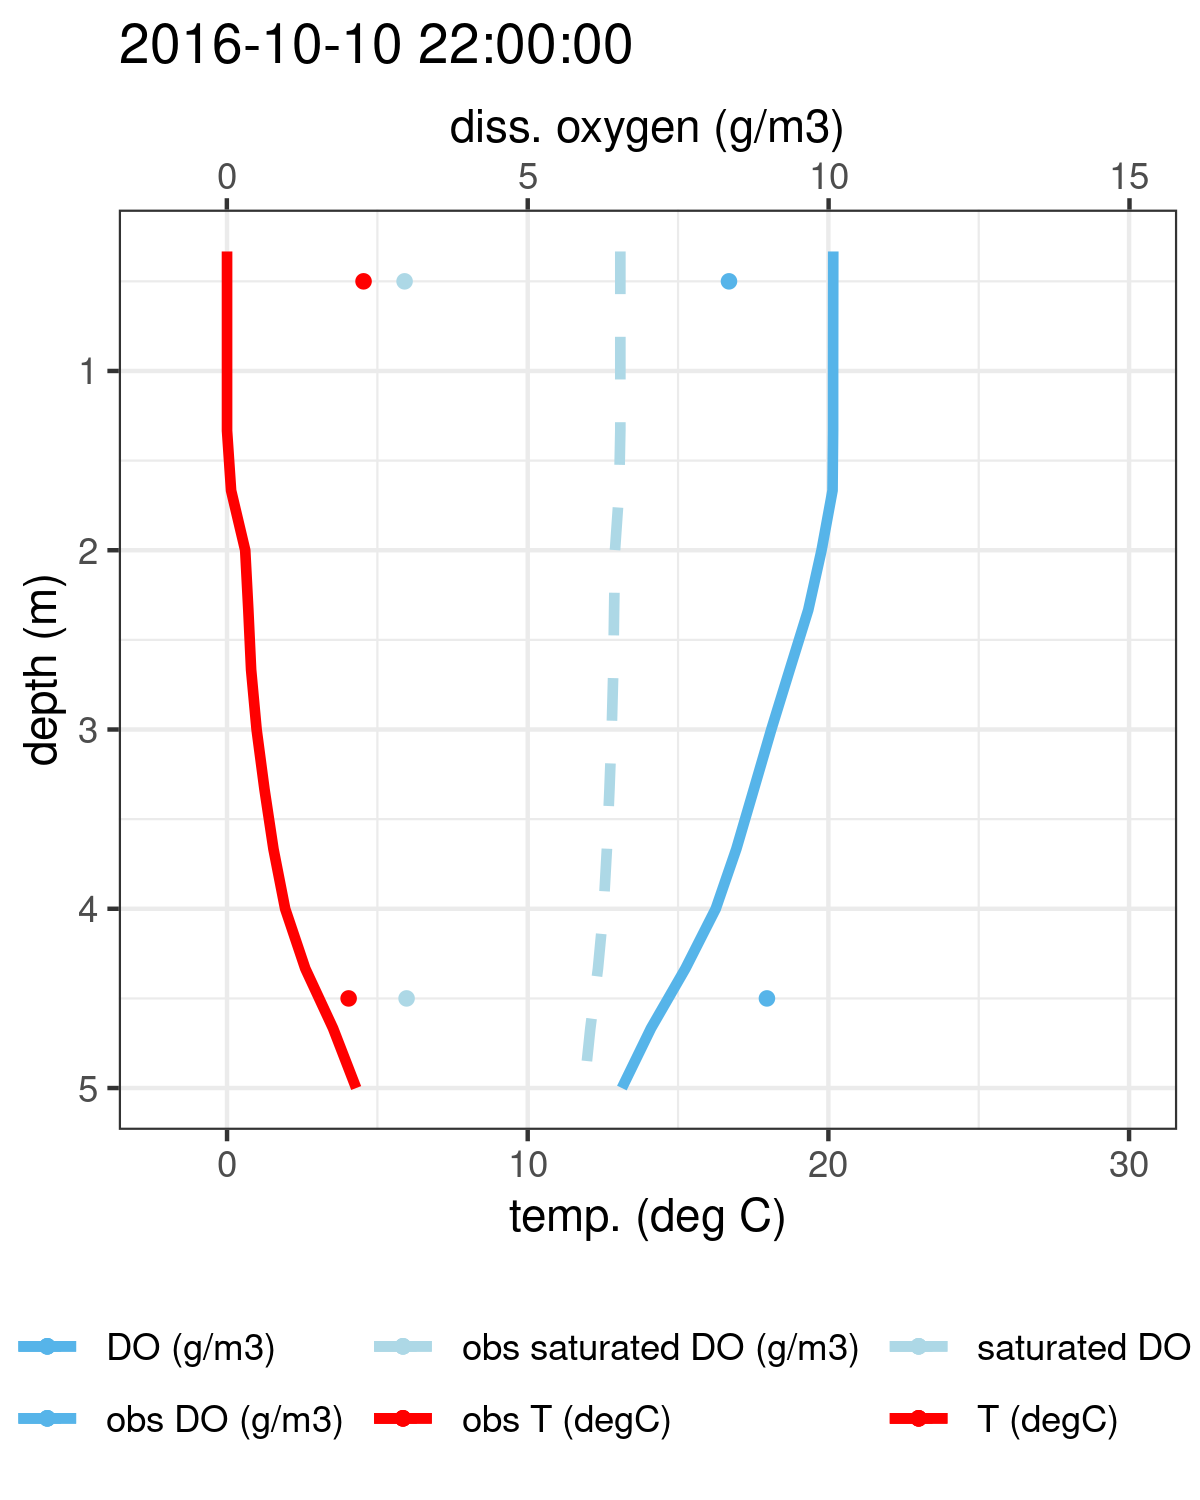 2016-10-10 22:00:00
diss. oxygen (g/m3)
0 5 10 15
depth (m)
1
2
3
4
5
0 10 20 30
temp. (deg C)
DO (g/m3) obs saturated DO (g/m3) saturated DO
obs DO (g/m3) obs T (degC) T (degC)